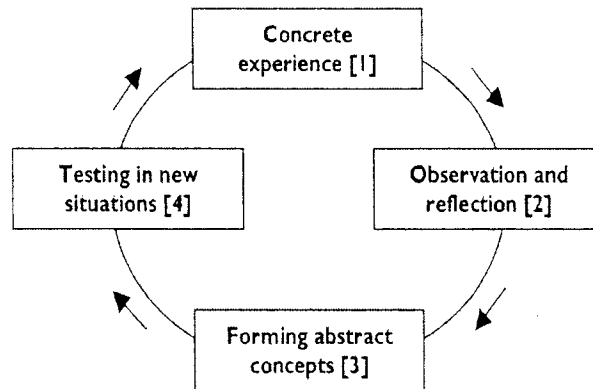 Concrete
experience [1]
Observation and
reflection [2]
Forming abstract
concepts [3]
Testing in new
situations [4]